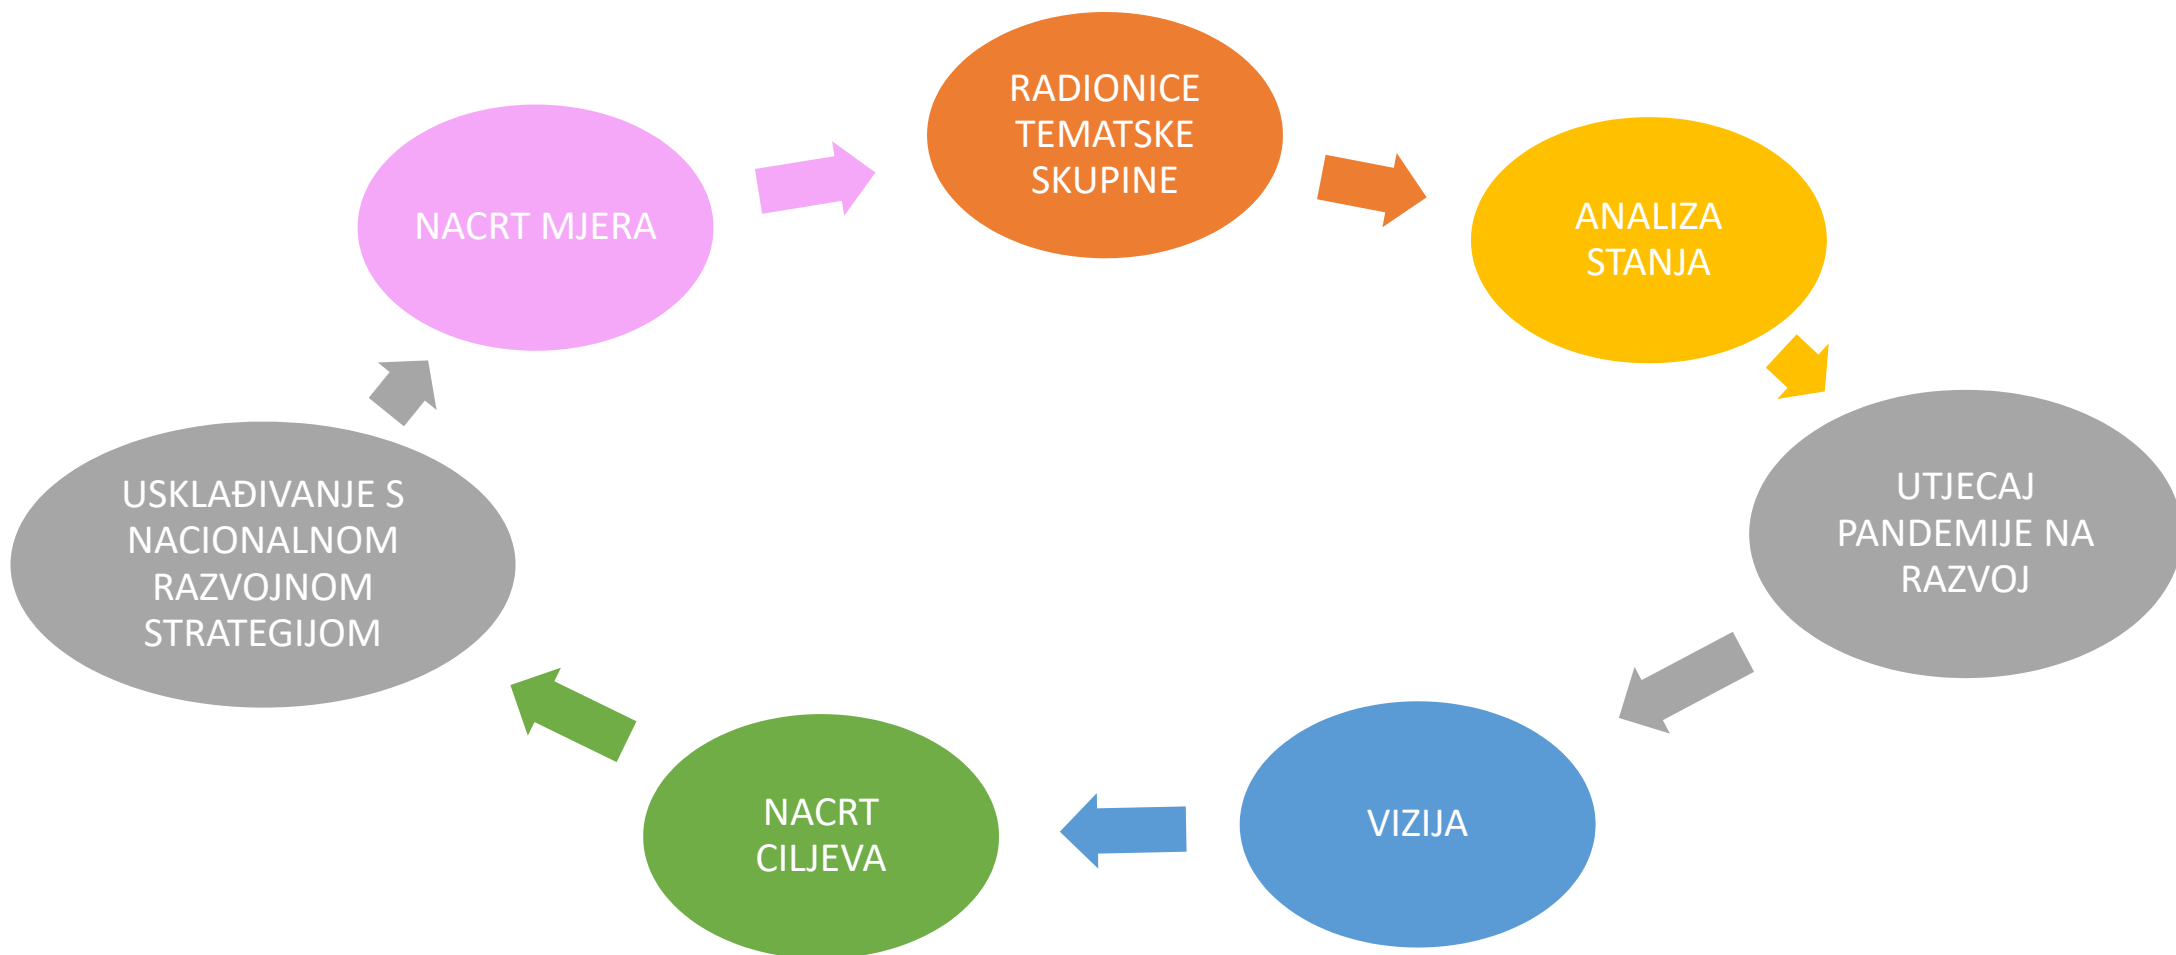 RADIONICE
TEMATSKE
SKUPINE
ANALIZA
STANJA
UTJECAJ
PANDEMIJE NA
RAZVOJ
VIZIJA
NACRT
CILJEVA
USKLAĐIVANJE S
NACIONALNOM
RAZVOJNOM
STRATEGIJOM
NACRT MJERA